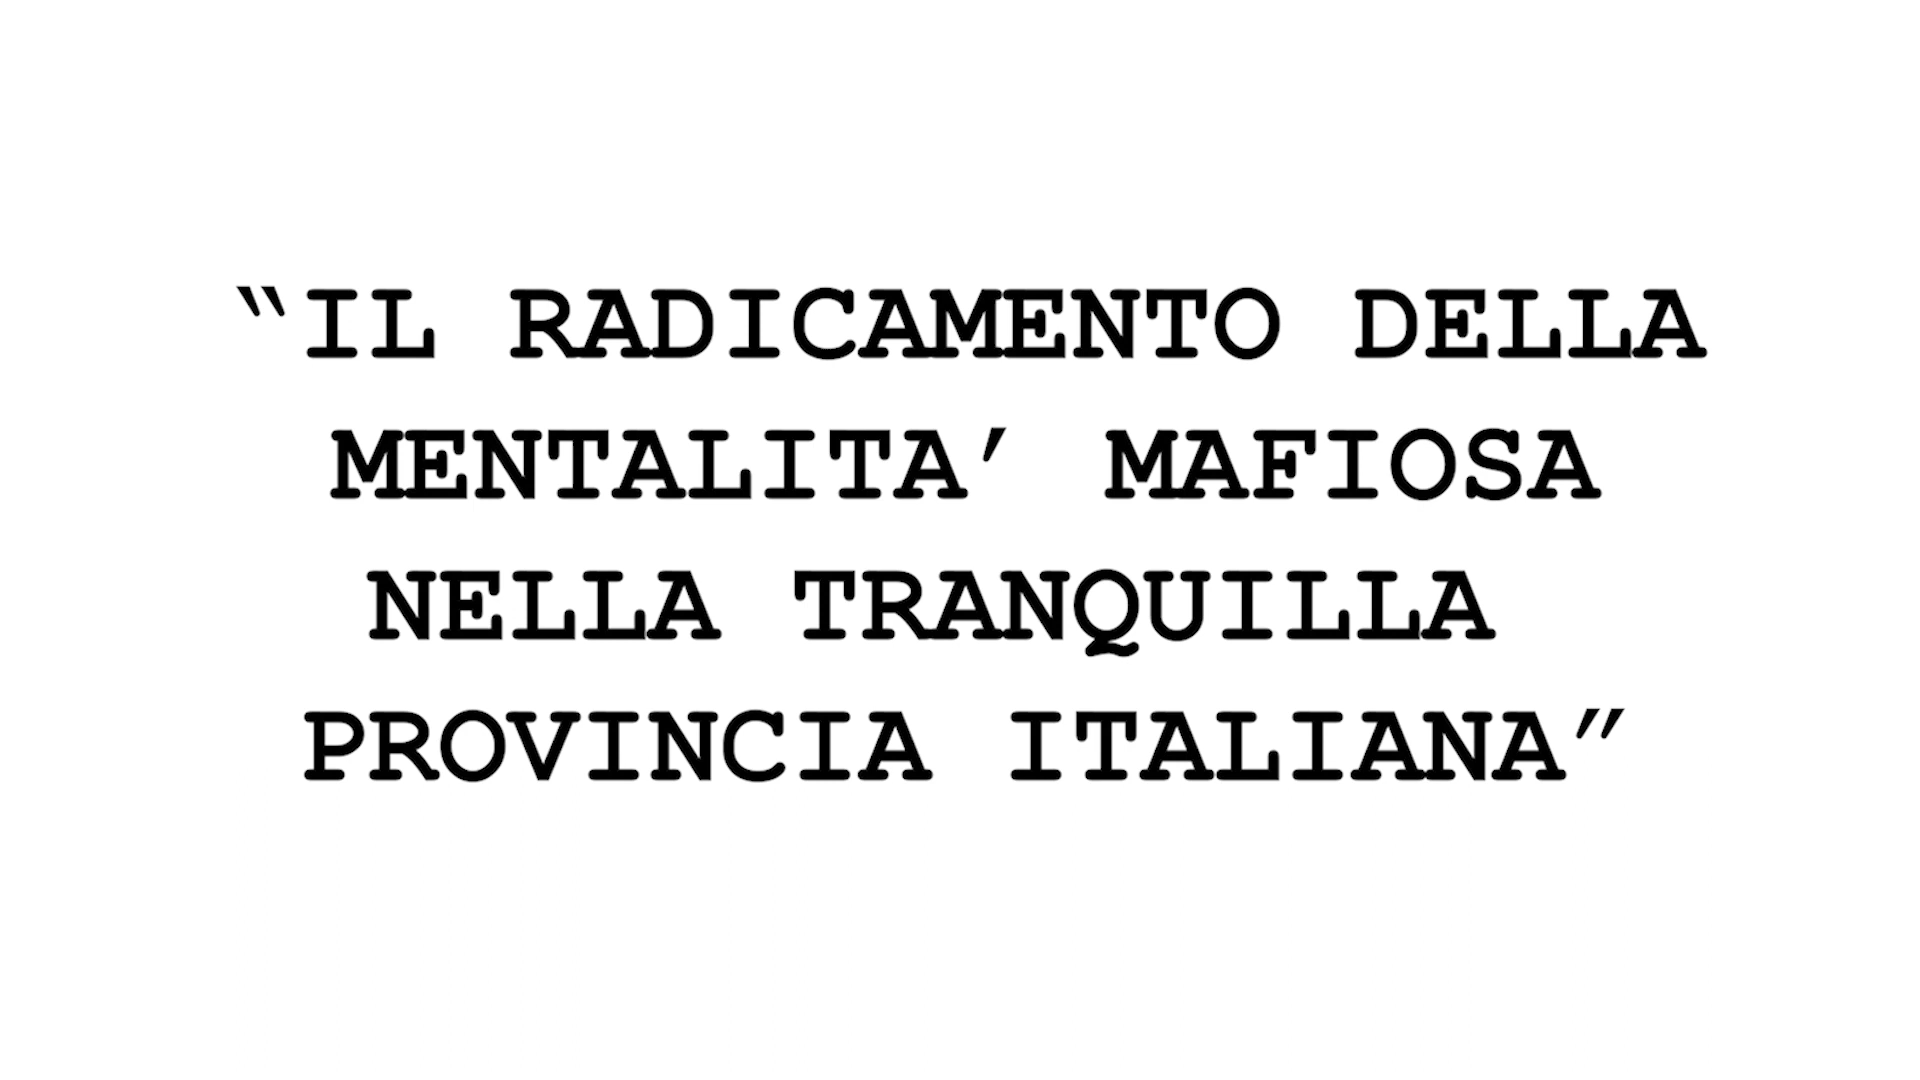 “IL RADICAMENTO DELLA
MENTALITA’ MAFIOSA
NELLA TRANQUILLA
PROVINCIA ITALIANA”